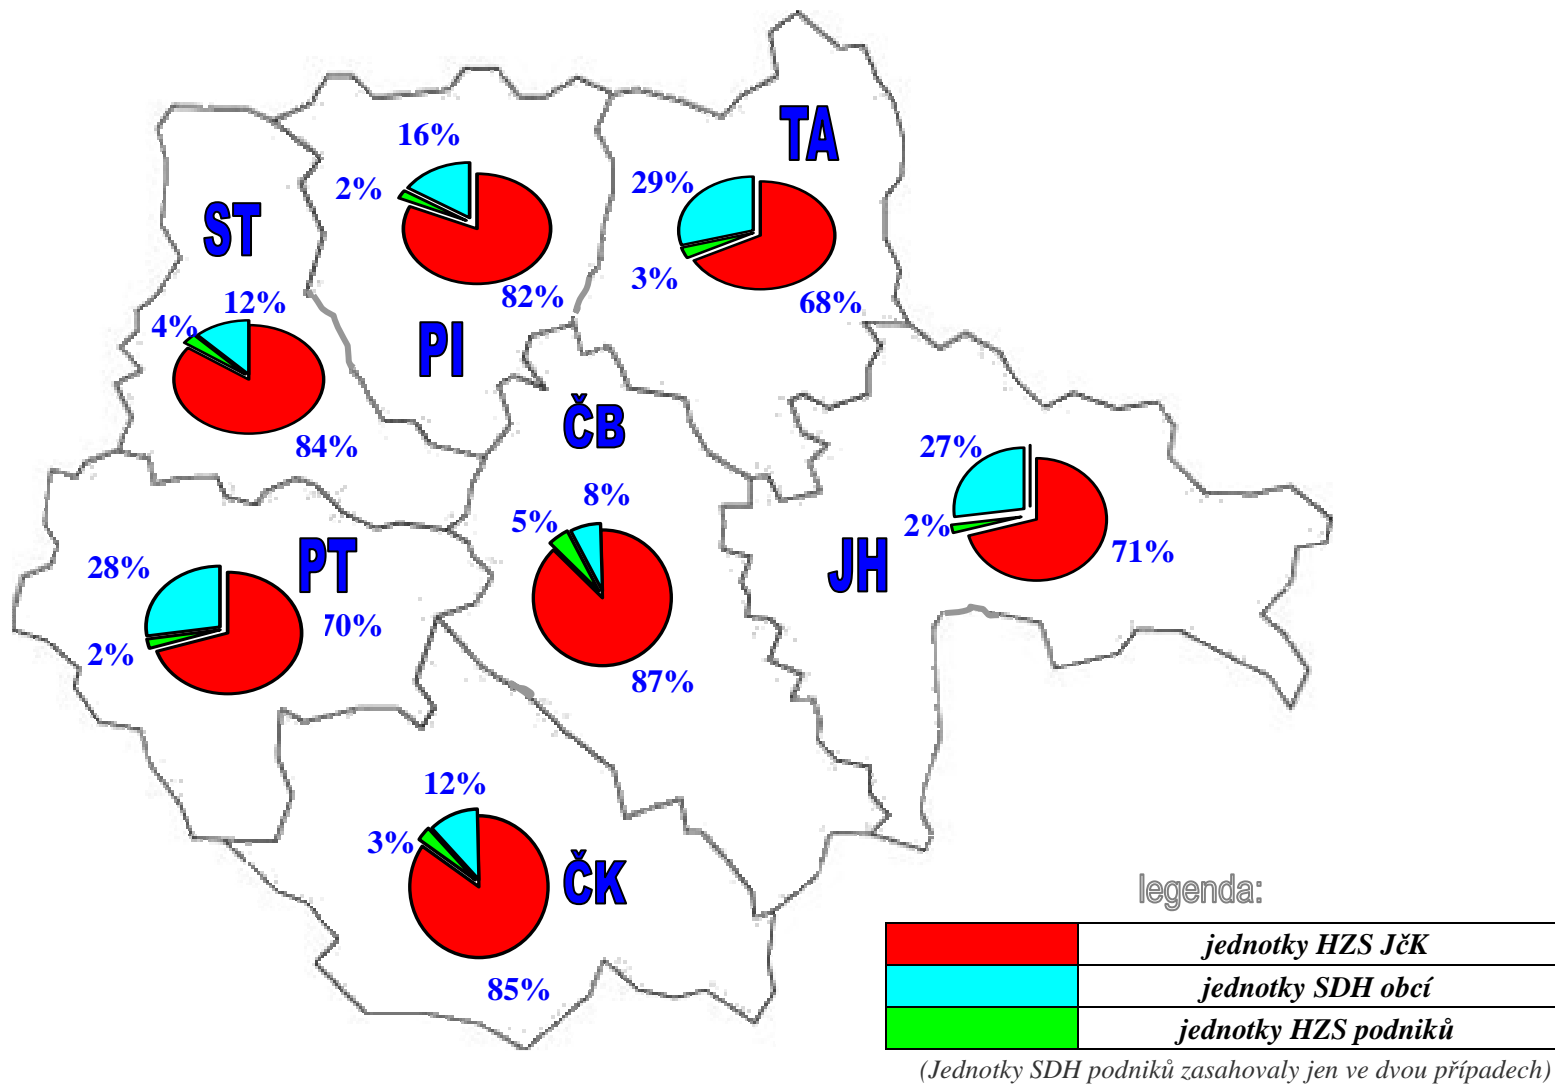 TA
16%
29%
2%
ST
3%
82%
68%
12%
4%
PI
ČB
84%
27%
8%
5%
2%
71%
PT
JH
28%
70%
2%
87%
12%
3%
ČK
85%
legenda:
jednotky HZS JčK
jednotky SDH obcí
jednotky HZS podniků
(Jednotky SDH podniků zasahovaly jen ve dvou případech)